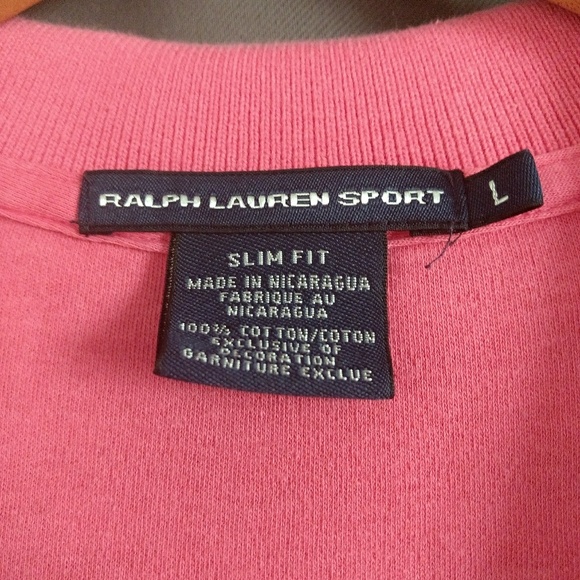 RALPH LAUREN SPORT
L
SLIM FIT
MADE IN NICARAGUA
FABRIQUE AU
NICARAGUA
100% COTTON/COTON
EXCLUSIVE OF
DECORATION
GARNITURE EXCLUE